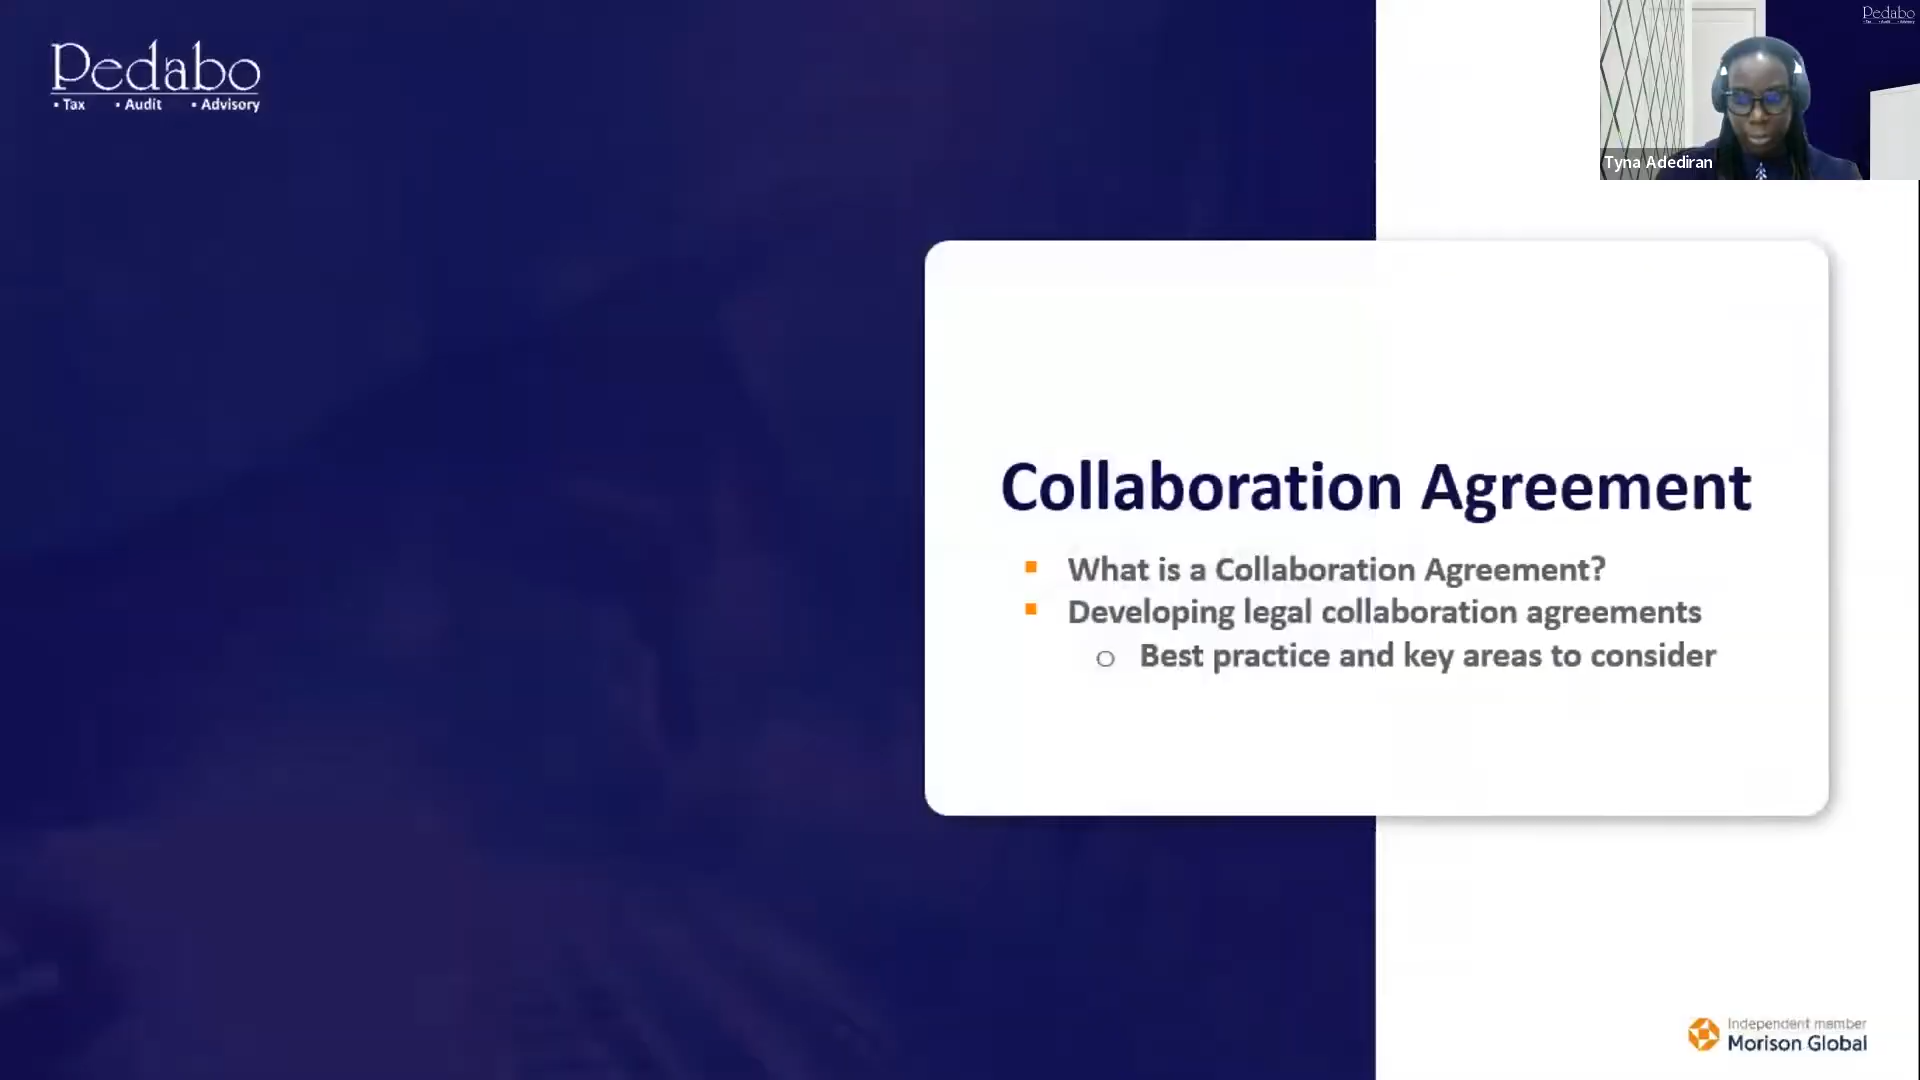 Pedabo
• Tax • Audit • Advisory
Pedabo
Tyna Adediran
Collaboration Agreement
▪ What is a Collaboration Agreement?
▪ Developing legal collaboration agreements
o Best practice and key areas to consider
Independent member
Morison Global